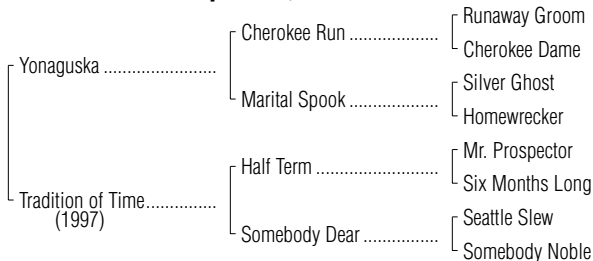 Runaway Groom
Cherokee Run ...................
Cherokee Dame
Yonaguska ........................
Silver Ghost
Marital Spook ....................
Homewrecker
Mr. Prospector
Half Term ..........................
Six Months Long
Tradition of Time...............
(1997)
Seattle Slew
Somebody Dear ................
Somebody Noble